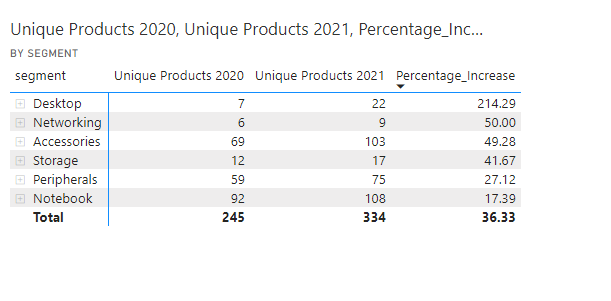 Unique Products 2020, Unique Products 2021, Percentage_Inc...
BY SEGMENT
segment Unique Products 2020 Unique Products 2021 Percentage_Increase
Desktop 7 22 214.29
Networking 6 9 50.00
Accessories 69 103 49.28
Storage 12 17 41.67
Peripherals 59 75 27.12
Notebook 92 108 17.39
Total 245 334 36.33